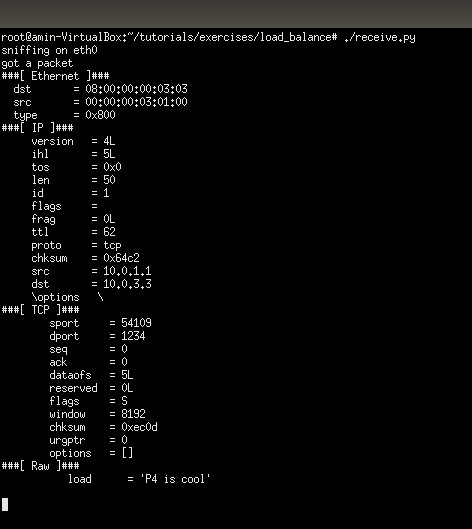 root@amin-VirtualBox:~/tutorials/exercises/load_balance# ./receive.py
sniffing on eth0
got a packet
###[ Ethernet ]###
  dst       = 08:00:00:00:03:03
  src       = 00:00:00:03:01:00
  type      = 0x800
###[ IP ]###
     version   = 4L
     ihl       = 5L
     tos       = 0x0
     len       = 50
     id        = 1
     flags     =
     frag      = 0L
     ttl       = 62
     proto     = tcp
     chksum    = 0x64c2
     src       = 10.0.1.1
     dst       = 10.0.3.3
     \options   \
###[ TCP ]###
        sport     = 54109
        dport     = 1234
        seq       = 0
        ack       = 0
        dataofs   = 5L
        reserved  = 0L
        flags     = S
        window    = 8192
        chksum    = 0xec0d
        urgptr    = 0
        options   = []
###[ Raw ]###
           load      = 'P4 is cool'